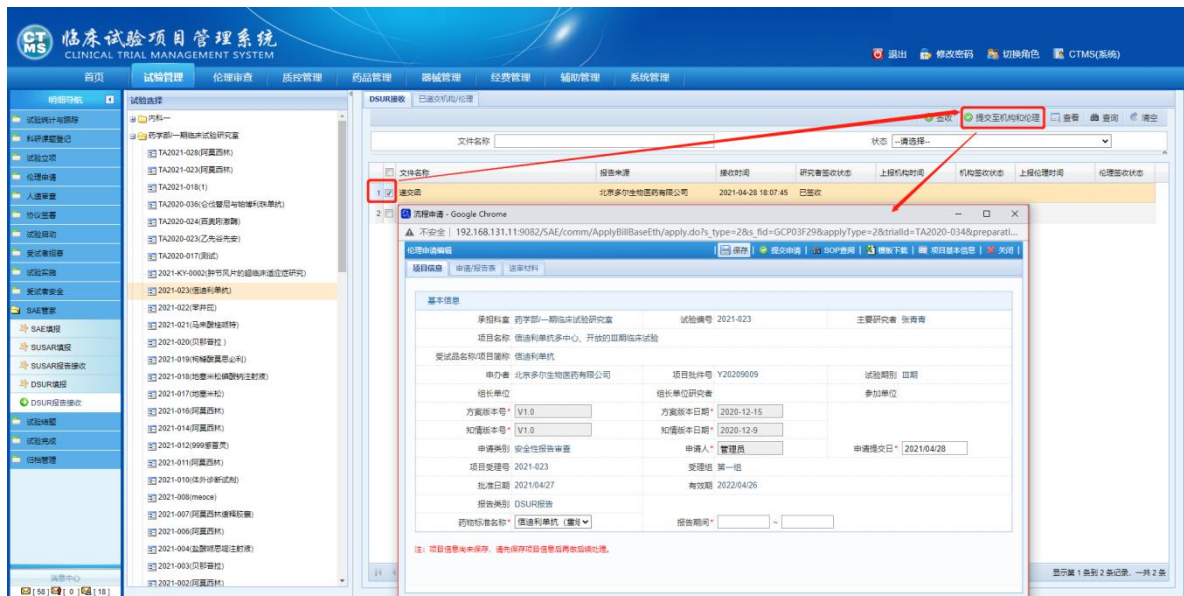 CTMS
临床试验项目管理系统
CLINICAL TRIAL MANAGEMENT SYSTEM
退出 修改密码 切换角色 CTMS(系统)
首页 试验管理 伦理审查 质控管理 药品管理 器械管理 经费管理 辅助管理 系统管理
明细导航
试验统计与跟踪
科研课题登记
试验立项
伦理申请
人遗审查
协议签署
试验启动
受试者招募
试验实施
受试者安全
SAE管家
SAE填报
SUSAR填报
SUSAR报告接收
DSUR填报
DSUR报告接收
试验结题
试验完成
归档管理
消息中心
[ 58 ] [ 0 ] [ 18 ]
试验选择
内科一
药学部/一期临床试验研究室
TA2021-028(阿莫西林)
TA2021-023(阿莫西林)
TA2021-018(1)
TA2020-036(仑伐替尼与帕博利珠单抗)
TA2020-024(百奥阿澈聃)
TA2020-023(乙先谷先安)
TA2020-017(测试)
2021-KY-0002(肿节风片的超临床适应症研究)
2021-023(信迪利单抗)
2021-022(苯并芘)
2021-021(马来酸桂哌特)
2021-020(贝那普拉)
2021-019(枸橼酸莫思必利)
2021-018(地塞米松磷酸钠注射液)
2021-017(地塞米松)
2021-016(阿莫西林)
2021-014(阿莫西林)
2021-012(999感冒灵)
2021-011(阿莫西林)
2021-010(体外诊断试剂)
2021-008(meoce)
2021-007(阿莫西林缓释胶囊)
2021-006(阿莫西林)
2021-004(盐酸哌思啶注射液)
2021-003(贝那普拉)
2021-002(阿莫西林)
DSUR接收 已递交机构/伦理
签收 提交至机构和伦理 查看 查询 清空
文件名称 状态 --请选择--
文件名称 报告来源 接收时间 研究者签收状态 上报机构时间 机构签收状态 上报伦理时间 伦理签收状态
1 递交函 北京多尔生物医药有限公司 2021-04-28 18:07:45 已签收
2
流程申请 - Google Chrome
不安全 | 192.168.131.11:9082/SAE/comm/ApplyBillBaseEth/apply.do?s_type=2&s_fid=GCP03F29&applyType=2&trialId=TA2020-034&preparati...
伦理申请编辑 保存 提交申请 SOP查阅 模板下载 项目基本信息 关闭
项目信息 申请/报告表 送审材料
基本信息
承担科室 药学部/一期临床试验研究室 试验编号 2021-023 主要研究者 张青青
项目名称 信迪利单抗多中心、开放的III期临床试验
受试品名称/项目简称 信迪利单抗
申办者 北京多尔生物医药有限公司 项目批件号 Y20209009 试验期别 III期
组长单位 组长单位研究者 参加单位
方案版本号* V1.0 方案版本日期* 2020-12-15
知情版本号* V1.0 知情版本日期* 2020-12-9
申请类别 安全性报告审查 申请人* 管理员 申请提交日* 2021/04/28
项目受理号 2021-023 受理组 第一组
批准日期 2021/04/27 有效期 2022/04/26
报告类别 DSUR报告
药物标准名称* 信迪利单抗（重组 报告期间* ~
注：项目信息尚未保存，请先保存项目信息后再做后续处理。
显示第 1 条到 2 条记录，一共 2 条